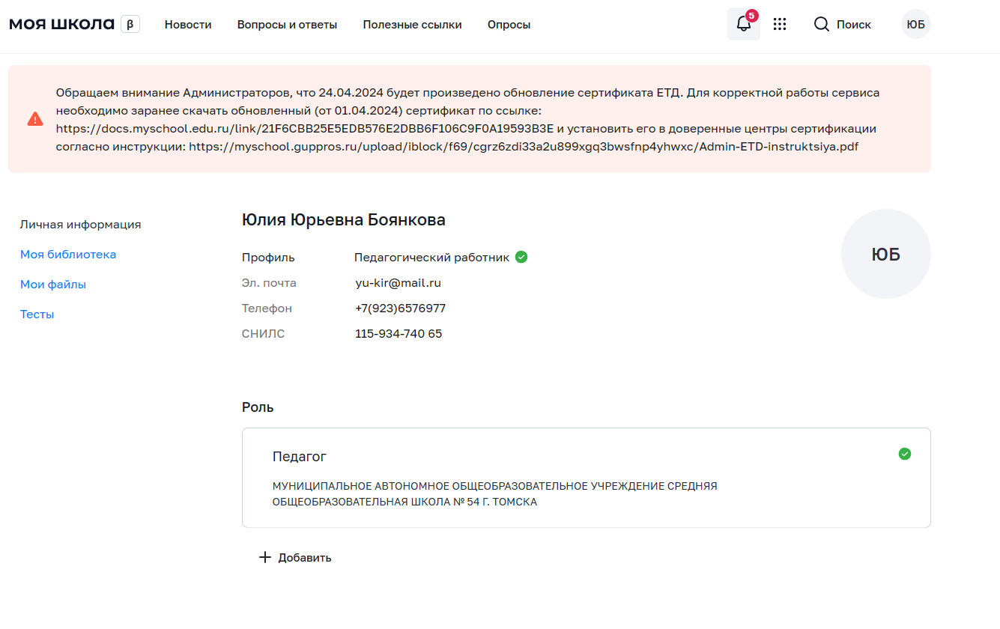 моя школа β Новости Вопросы и ответы Полезные ссылки Опросы 5 Поиск ЮБ
Обращаем внимание Администраторов, что 24.04.2024 будет произведено обновление сертификата ЕТД. Для корректной работы сервиса
необходимо заранее скачать обновленный (от 01.04.2024) сертификат по ссылке:
https://docs.myschool.edu.ru/link/21F6CBB25E5EDB576E2DBB6F106C9F0A19593B3E и установить его в доверенные центры сертификации
согласно инструкции: https://myschool.guppros.ru/upload/iblock/f69/cgrz6zdi33a2u899xgq3bwsfnp4yhwxc/Admin-ETD-instruktsiya.pdf
Личная информация
Моя библиотека
Мои файлы
Тесты
Юлия Юрьевна Боянкова
Профиль Педагогический работник
Эл. почта yu-kir@mail.ru
Телефон +7(923)6576977
СНИЛС 115-934-740 65
ЮБ
Роль
Педагог
МУНИЦИПАЛЬНОЕ АВТОНОМНОЕ ОБЩЕОБРАЗОВАТЕЛЬНОЕ УЧРЕЖДЕНИЕ СРЕДНЯЯ
ОБЩЕОБРАЗОВАТЕЛЬНАЯ ШКОЛА № 54 Г. ТОМСКА
Добавить